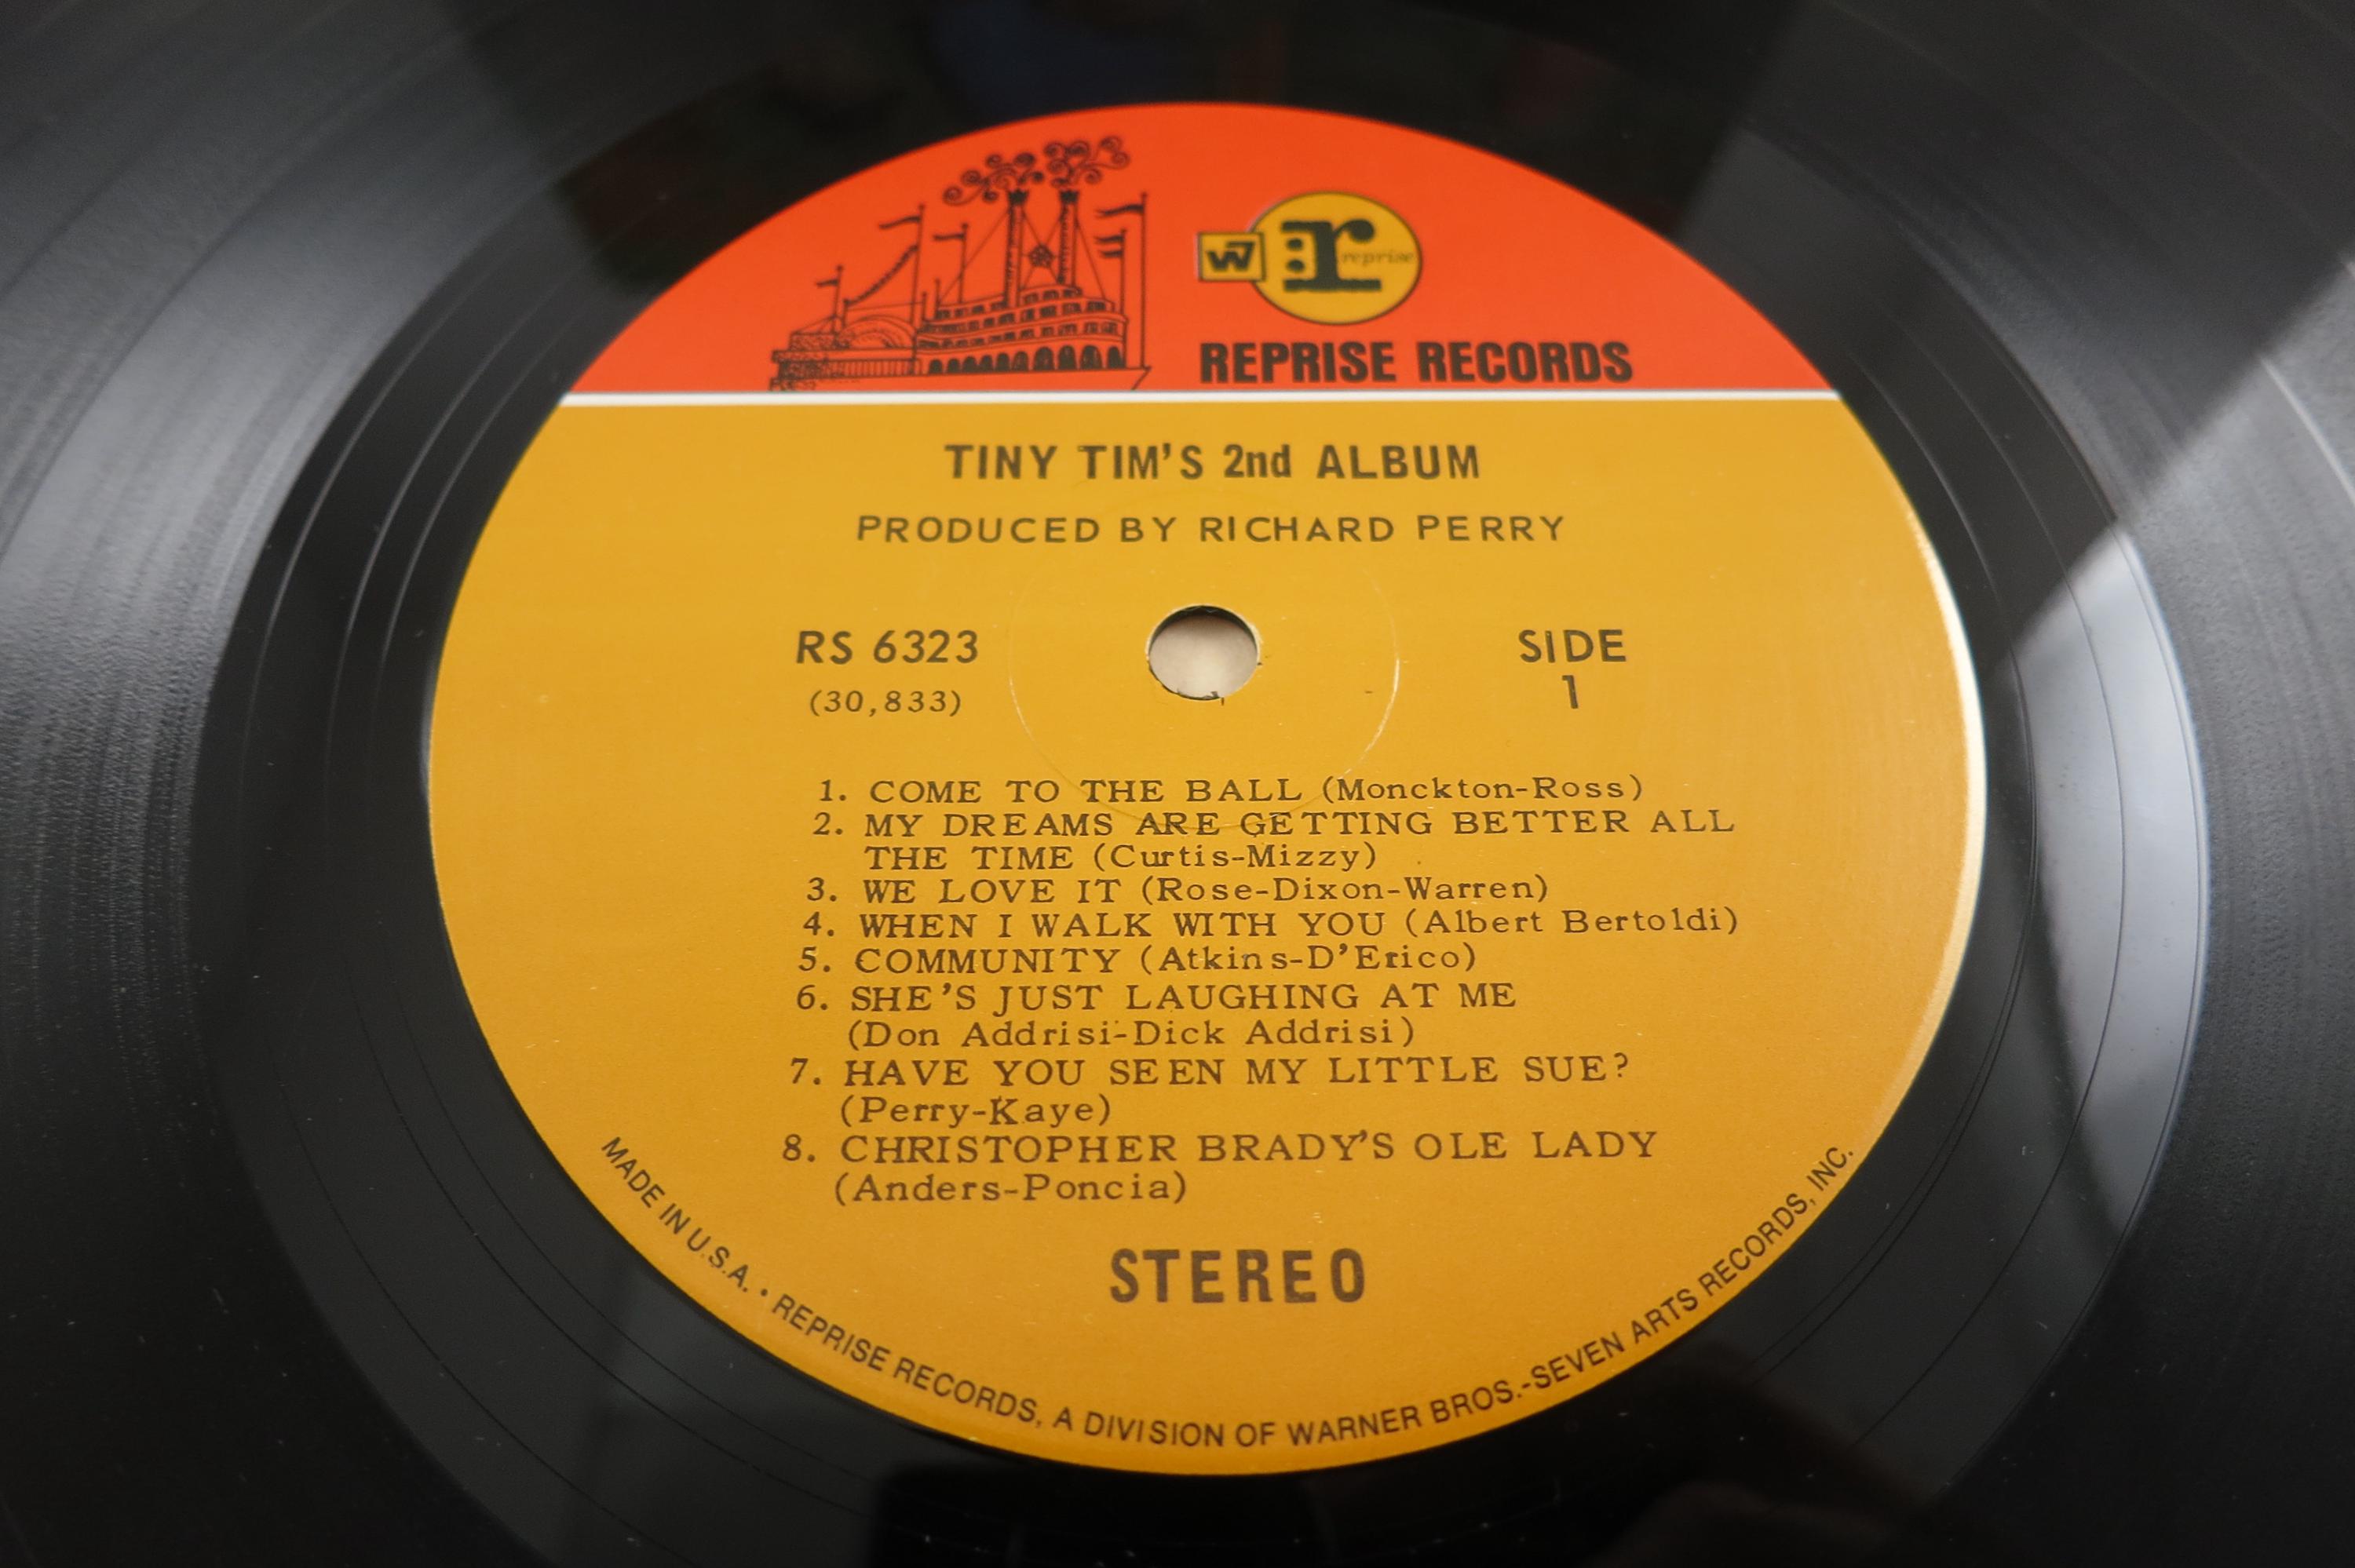 W7 :r reprise
REPRISE RECORDS
TINY TIM'S 2nd ALBUM
PRODUCED BY RICHARD PERRY
RS 6323
(30,833)
SIDE
1
1. COME TO THE BALL (Monckton-Ross)
2. MY DREAMS ARE GETTING BETTER ALL
THE TIME (Curtis-Mizzy)
3. WE LOVE IT (Rose-Dixon-Warren)
4. WHEN I WALK WITH YOU (Albert Bertoldi)
5. COMMUNITY (Atkins-D'Erico)
6. SHE'S JUST LAUGHING AT ME
(Don Addrisi-Dick Addrisi)
7. HAVE YOU SEEN MY LITTLE SUE?
(Perry-Kaye)
8. CHRISTOPHER BRADY'S OLE LADY
(Anders-Poncia)
STEREO
MADE IN U.S.A. • REPRISE RECORDS, A DIVISION OF WARNER BROS.-SEVEN ARTS RECORDS, INC.